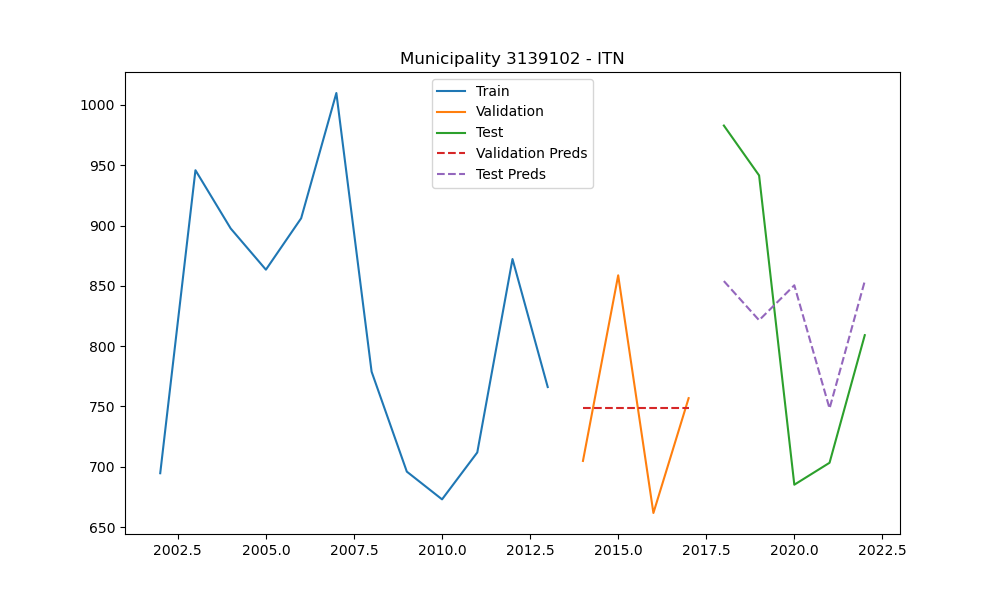 Municipality 3139102 - ITN
Train
Validation
Test
Validation Preds
Test Preds
1000
950
900
850
800
750
700
650
2002.5 2005.0 2007.5 2010.0 2012.5 2015.0 2017.5 2020.0 2022.5